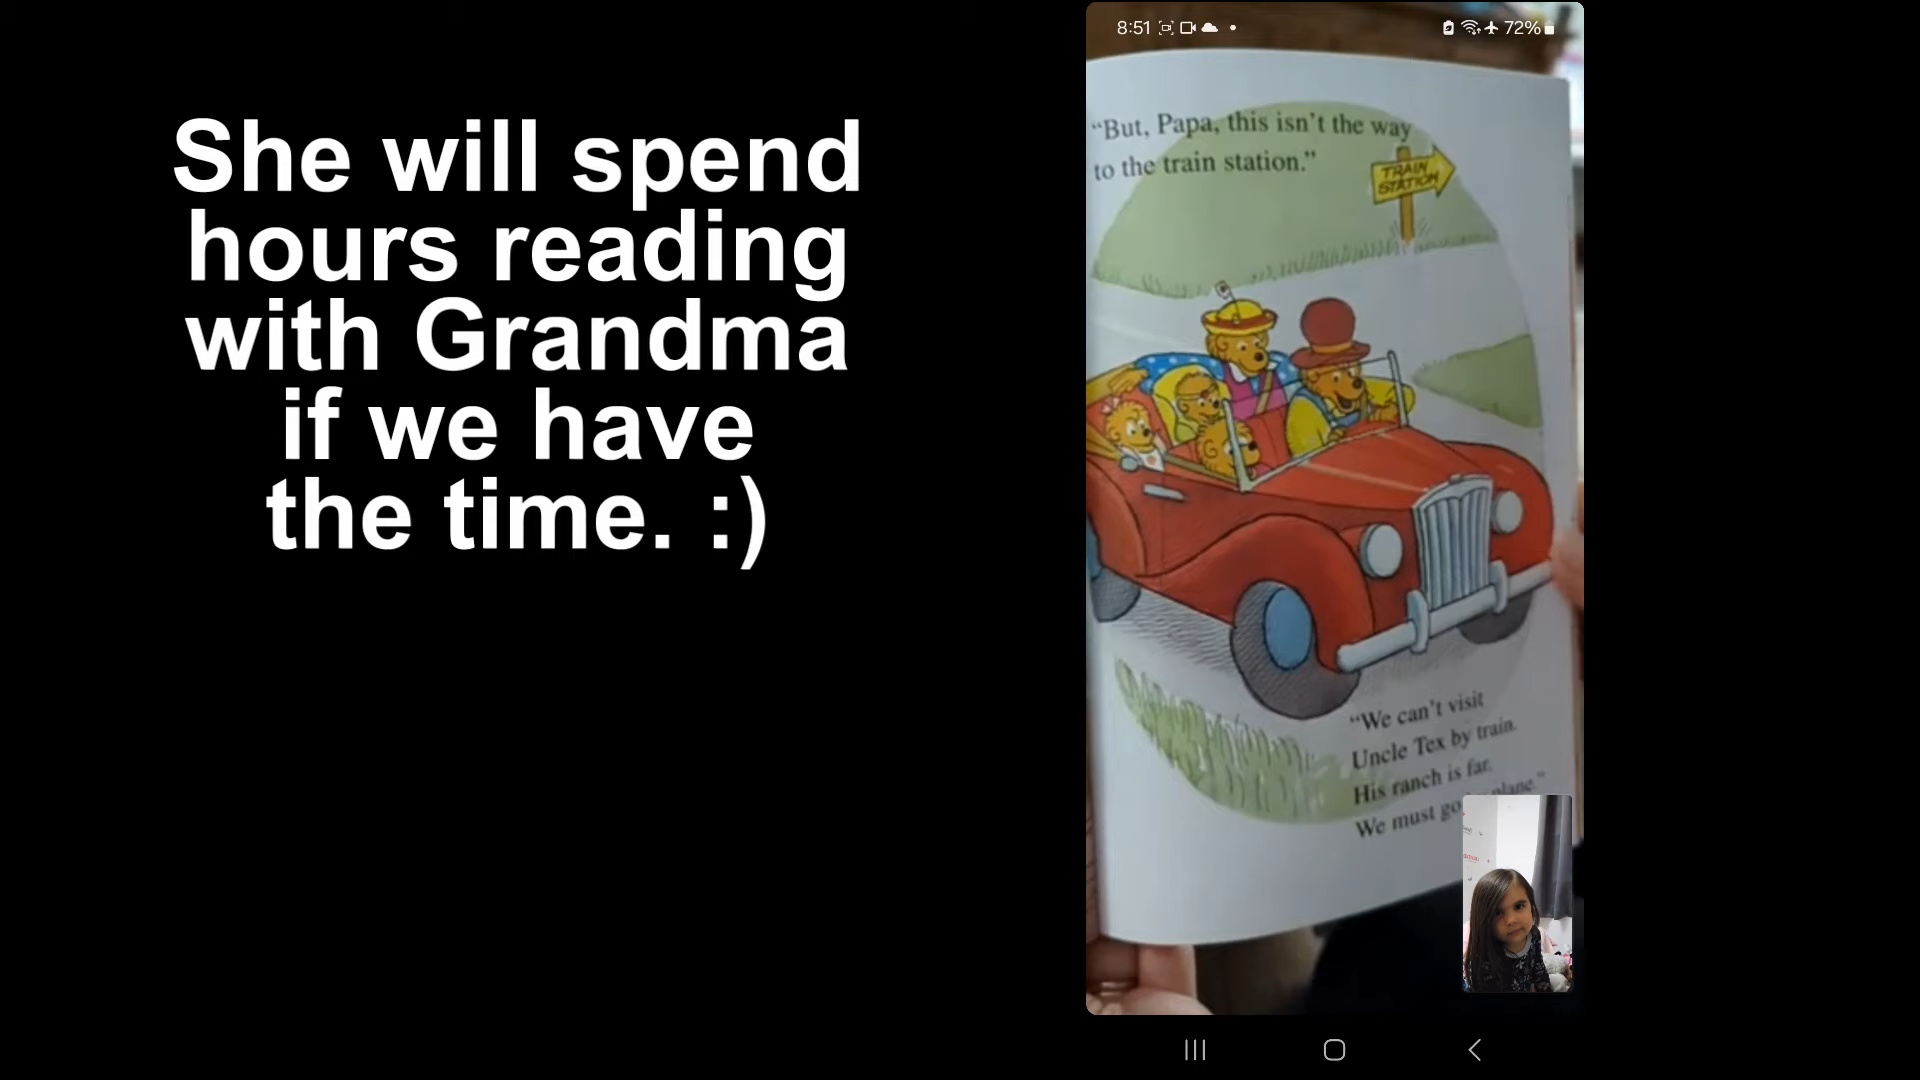 She will spend
hours reading
with Grandma
if we have
the time. :)
8:51
72%
"But, Papa, this isn't the way
to the train station."
TRAIN
STATION
"We can't visit
Uncle Tex by train.
His ranch is far.
We must go plane."